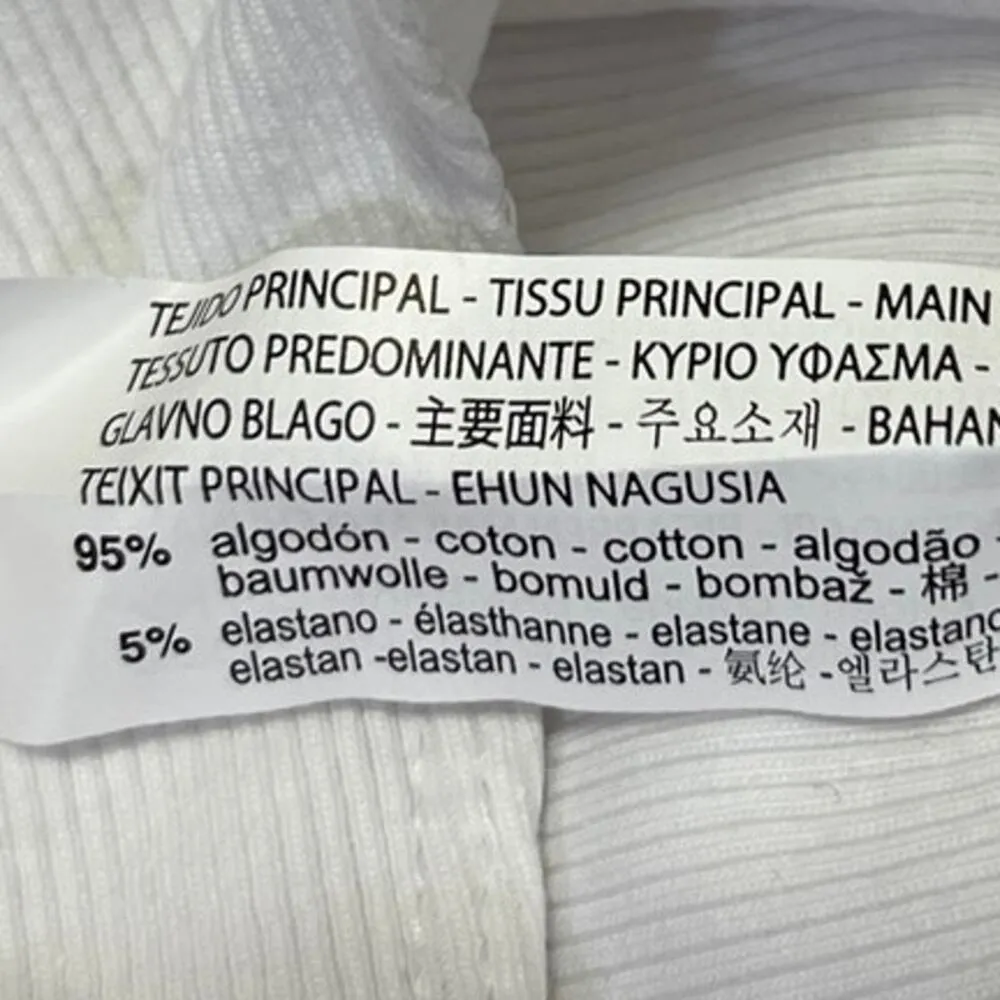 TEJIDO PRINCIPAL - TISSU PRINCIPAL - MAIN
TESSUTO PREDOMINANTE - ΚΥΡΙΟ ΥΦΑΣΜΑ -
GLAVNO BLAGO - 主要面料 - 주요소재 - BAHAN
TEIXIT PRINCIPAL - EHUN NAGUSIA
95% algodón - coton - cotton - algodão -
baumwolle - bomuld - bombaž - 棉 -
5% elastano - élasthanne - elastane - elastano
elastan -elastan - elastan - 氨纶 -엘라스탄